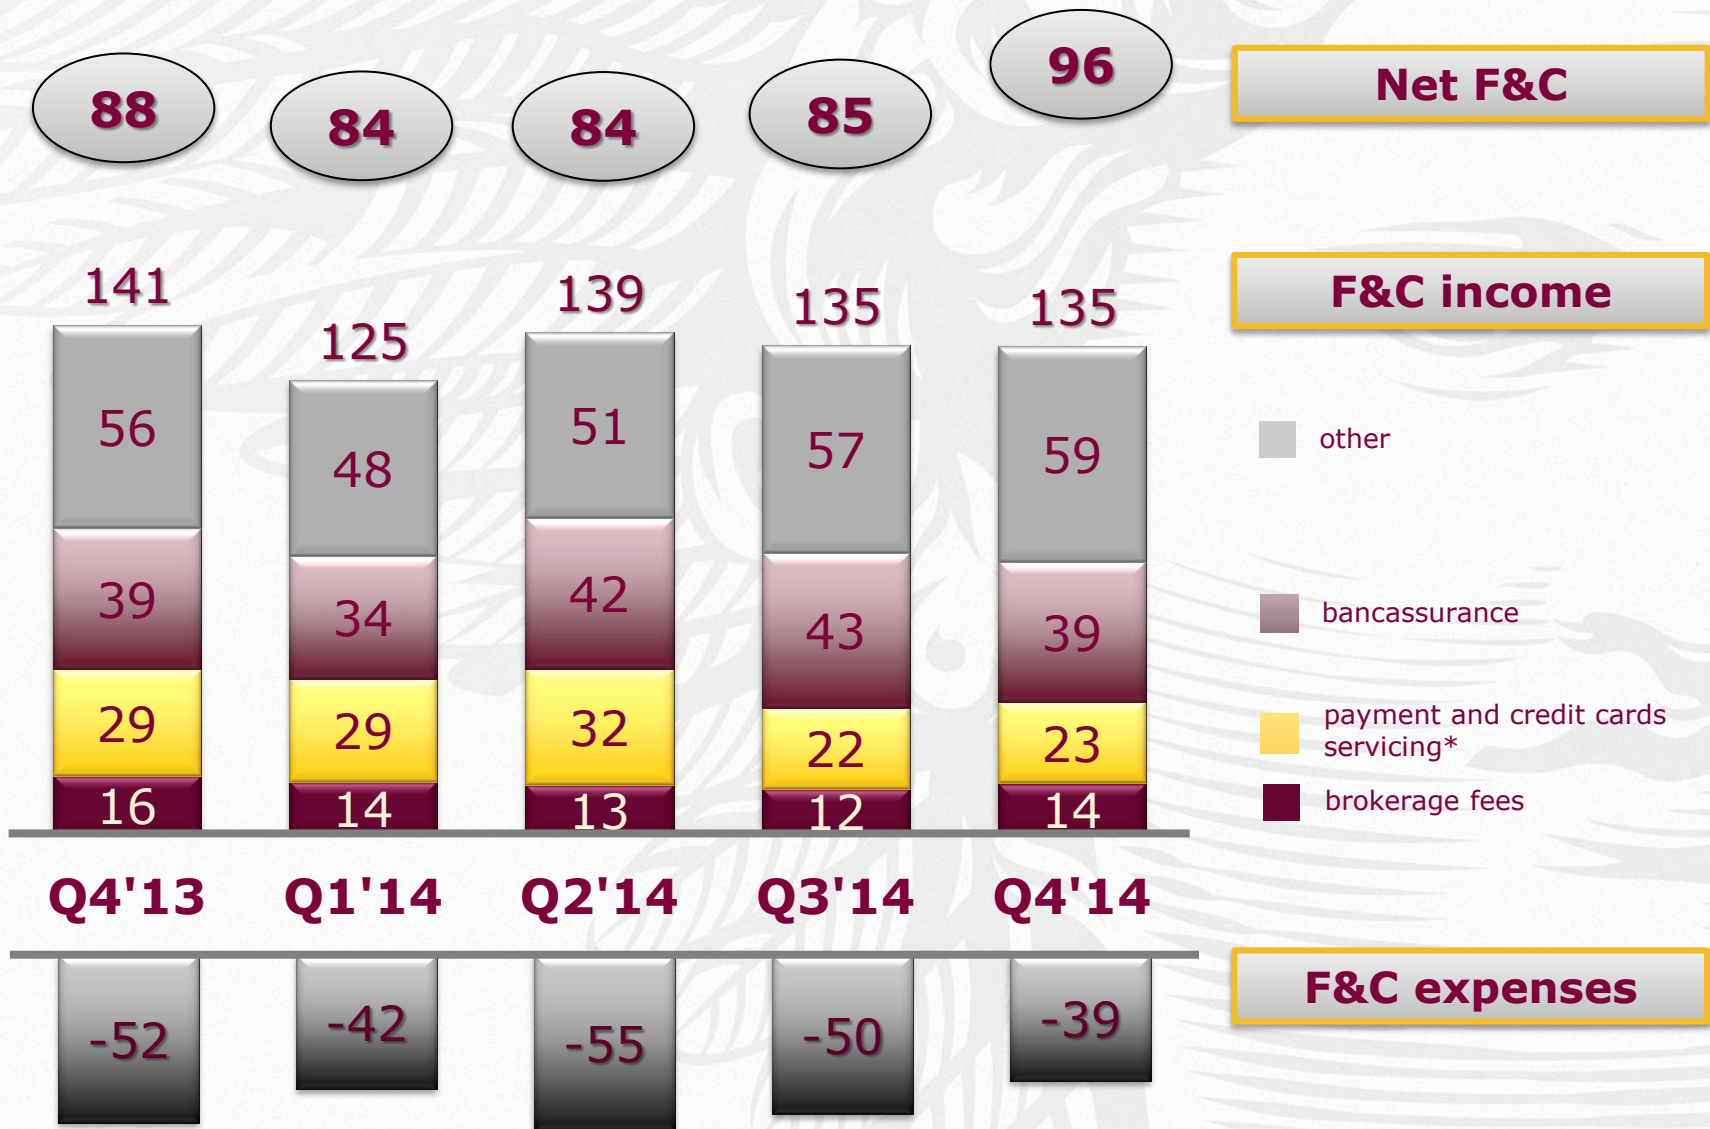 88
84
84
85
96
Net F&C
141
125
139
135
135
F&C income
56
48
51
57
59
other
39
34
42
43
39
bancassurance
29
29
32
22
23
payment and credit cards
servicing*
16
14
13
12
14
brokerage fees
Q4'13
Q1'14
Q2'14
Q3'14
Q4'14
-52
-42
-55
-50
-39
F&C expenses